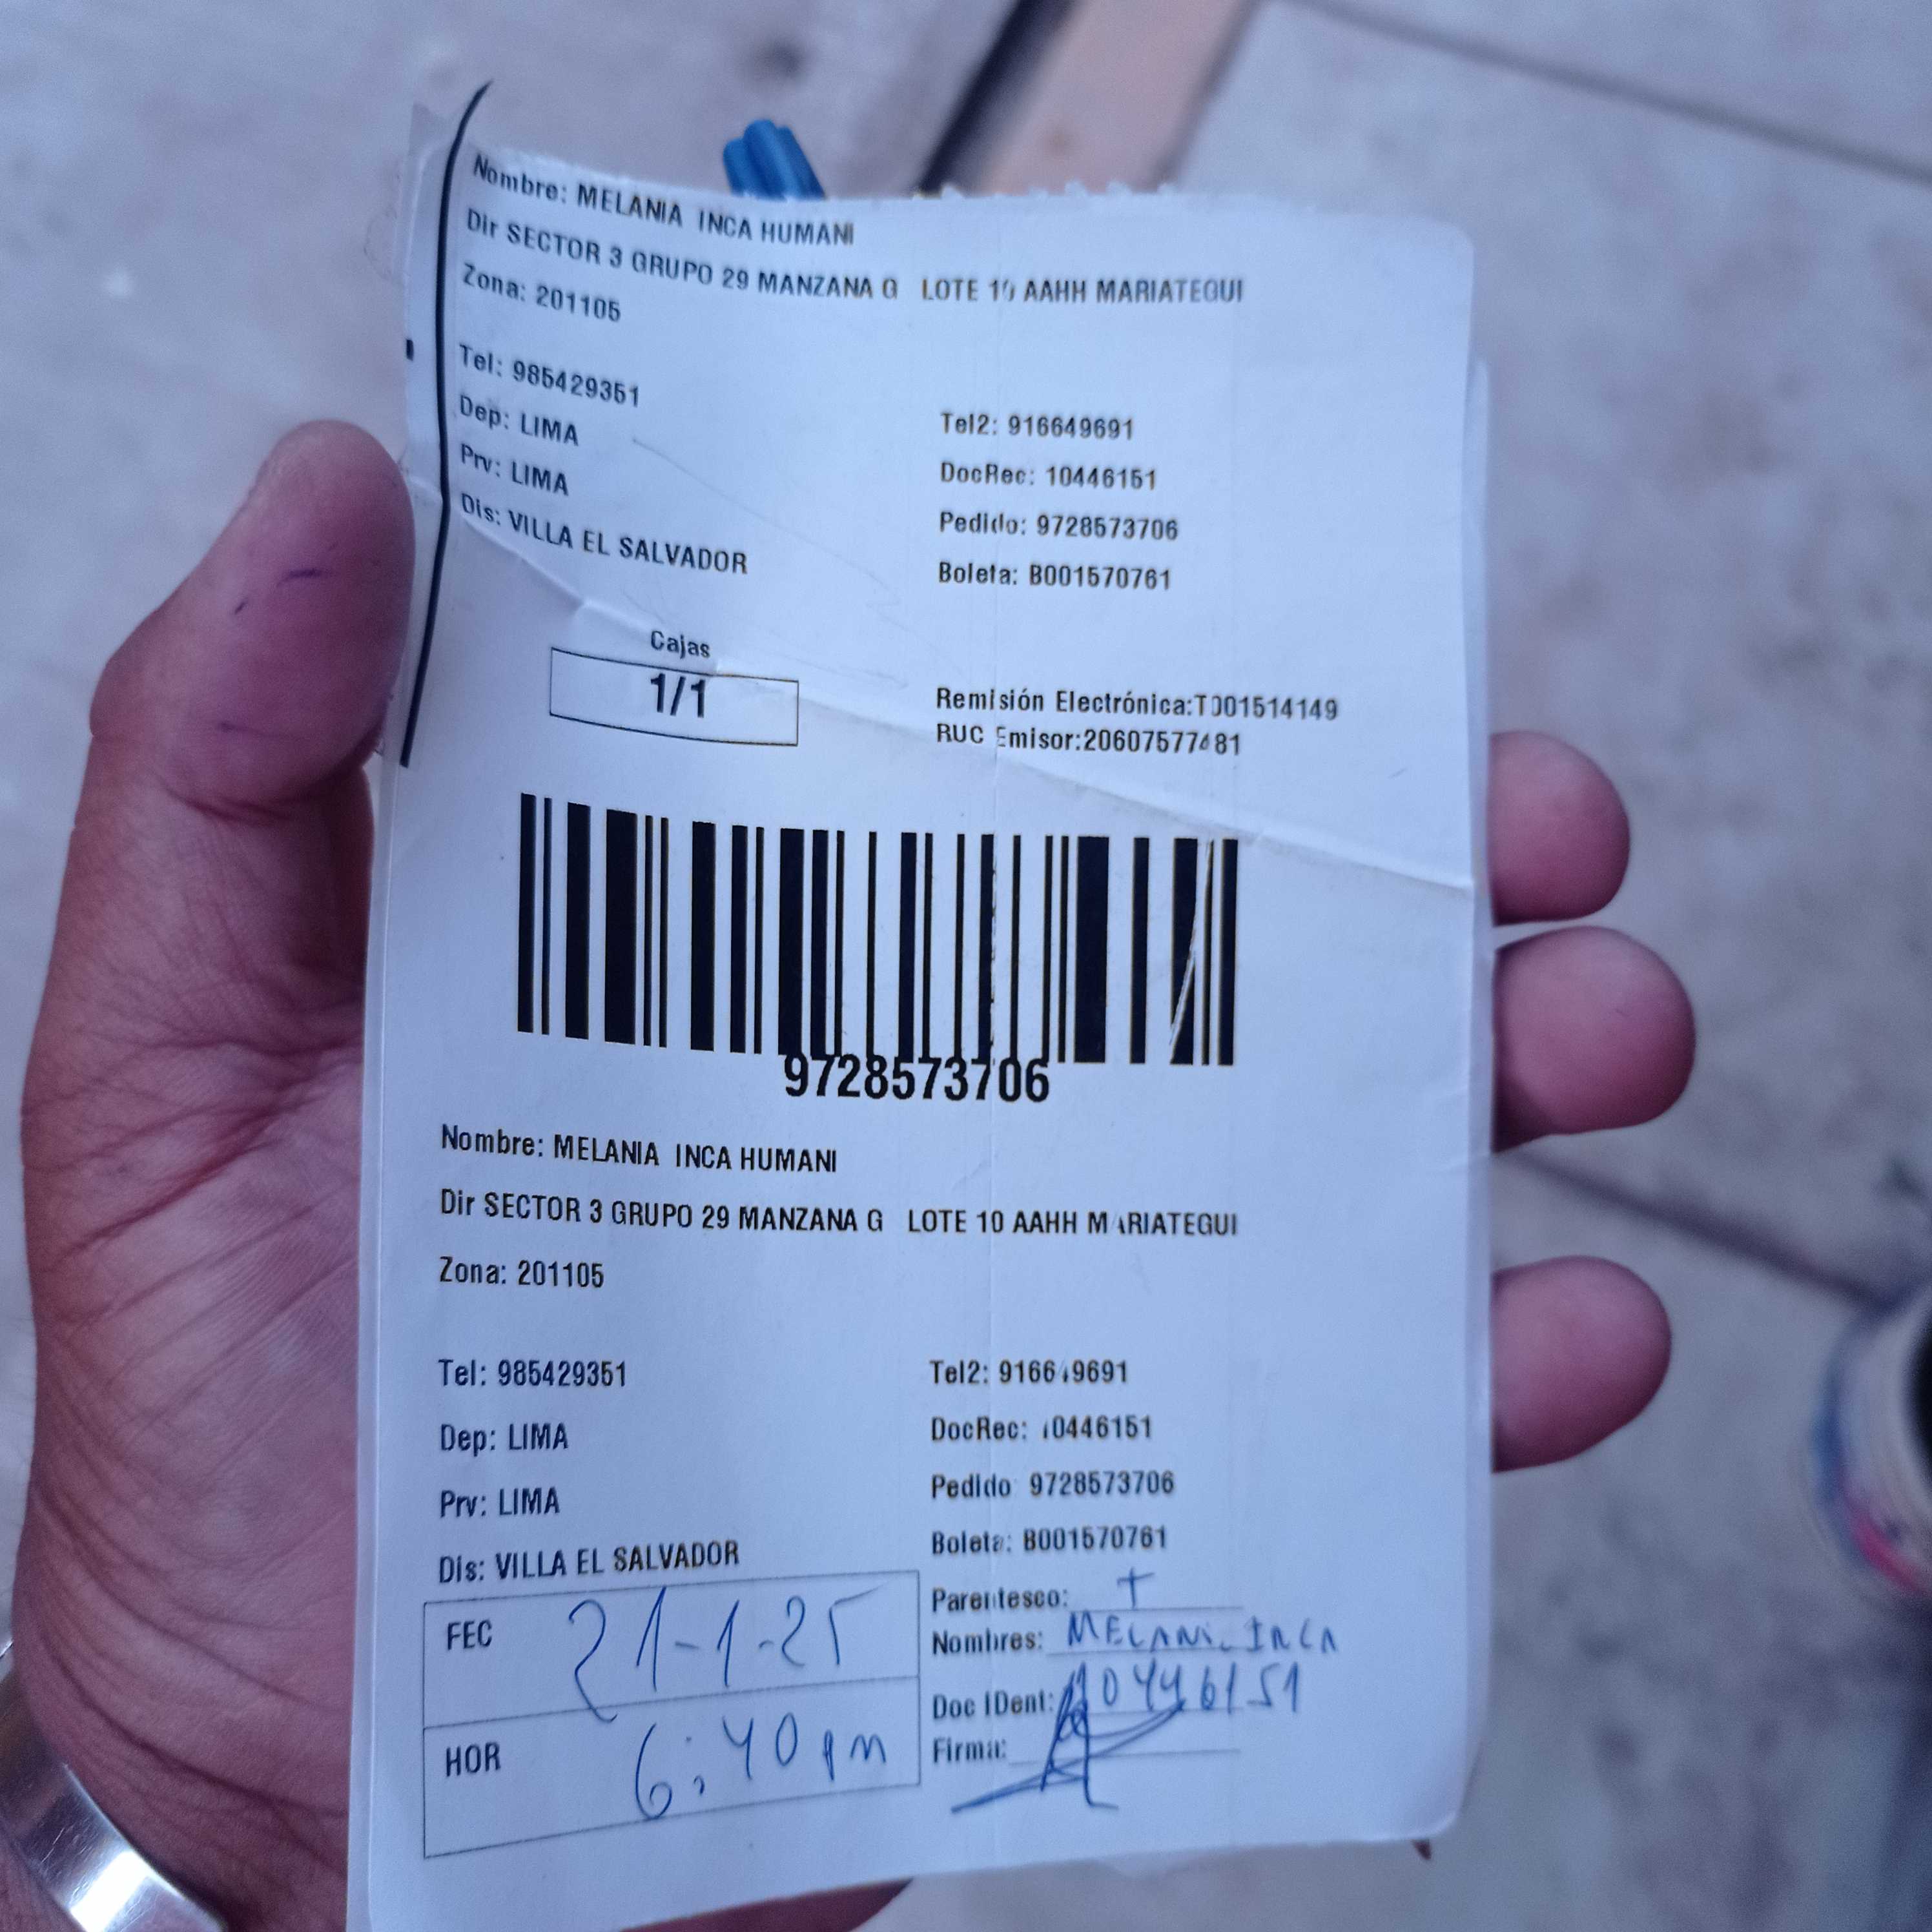 Nombre: MELANIA INCA HUMANI
Dir SECTOR 3 GRUPO 29 MANZANA G LOTE 10 AAHH MARIATEGUI
Zona: 201105
Tel: 985429351
Tel2: 916649691
Dep: LIMA
DocRec: 10446151
Prv: LIMA
Pedido: 9728573706
Dis: VILLA EL SALVADOR
Boleta: B001570761
Cajas
1/1
Remisión Electrónica:T001514149
RUC Emisor:20607577481
9728573706
Nombre: MELANIA INCA HUMANI
Dir SECTOR 3 GRUPO 29 MANZANA G LOTE 10 AAHH MARIATEGUI
Zona: 201105
Tel: 985429351
Tel2: 916649691
Dep: LIMA
DocRec: 10446151
Prv: LIMA
Pedido 9728573706
Dis: VILLA EL SALVADOR
Boleta: B001570761
FEC 21-1-25
Parentesco: T
Nombres: MELANI INCA
Doc IDent: 10446151
HOR 6:40 pm
Firma: